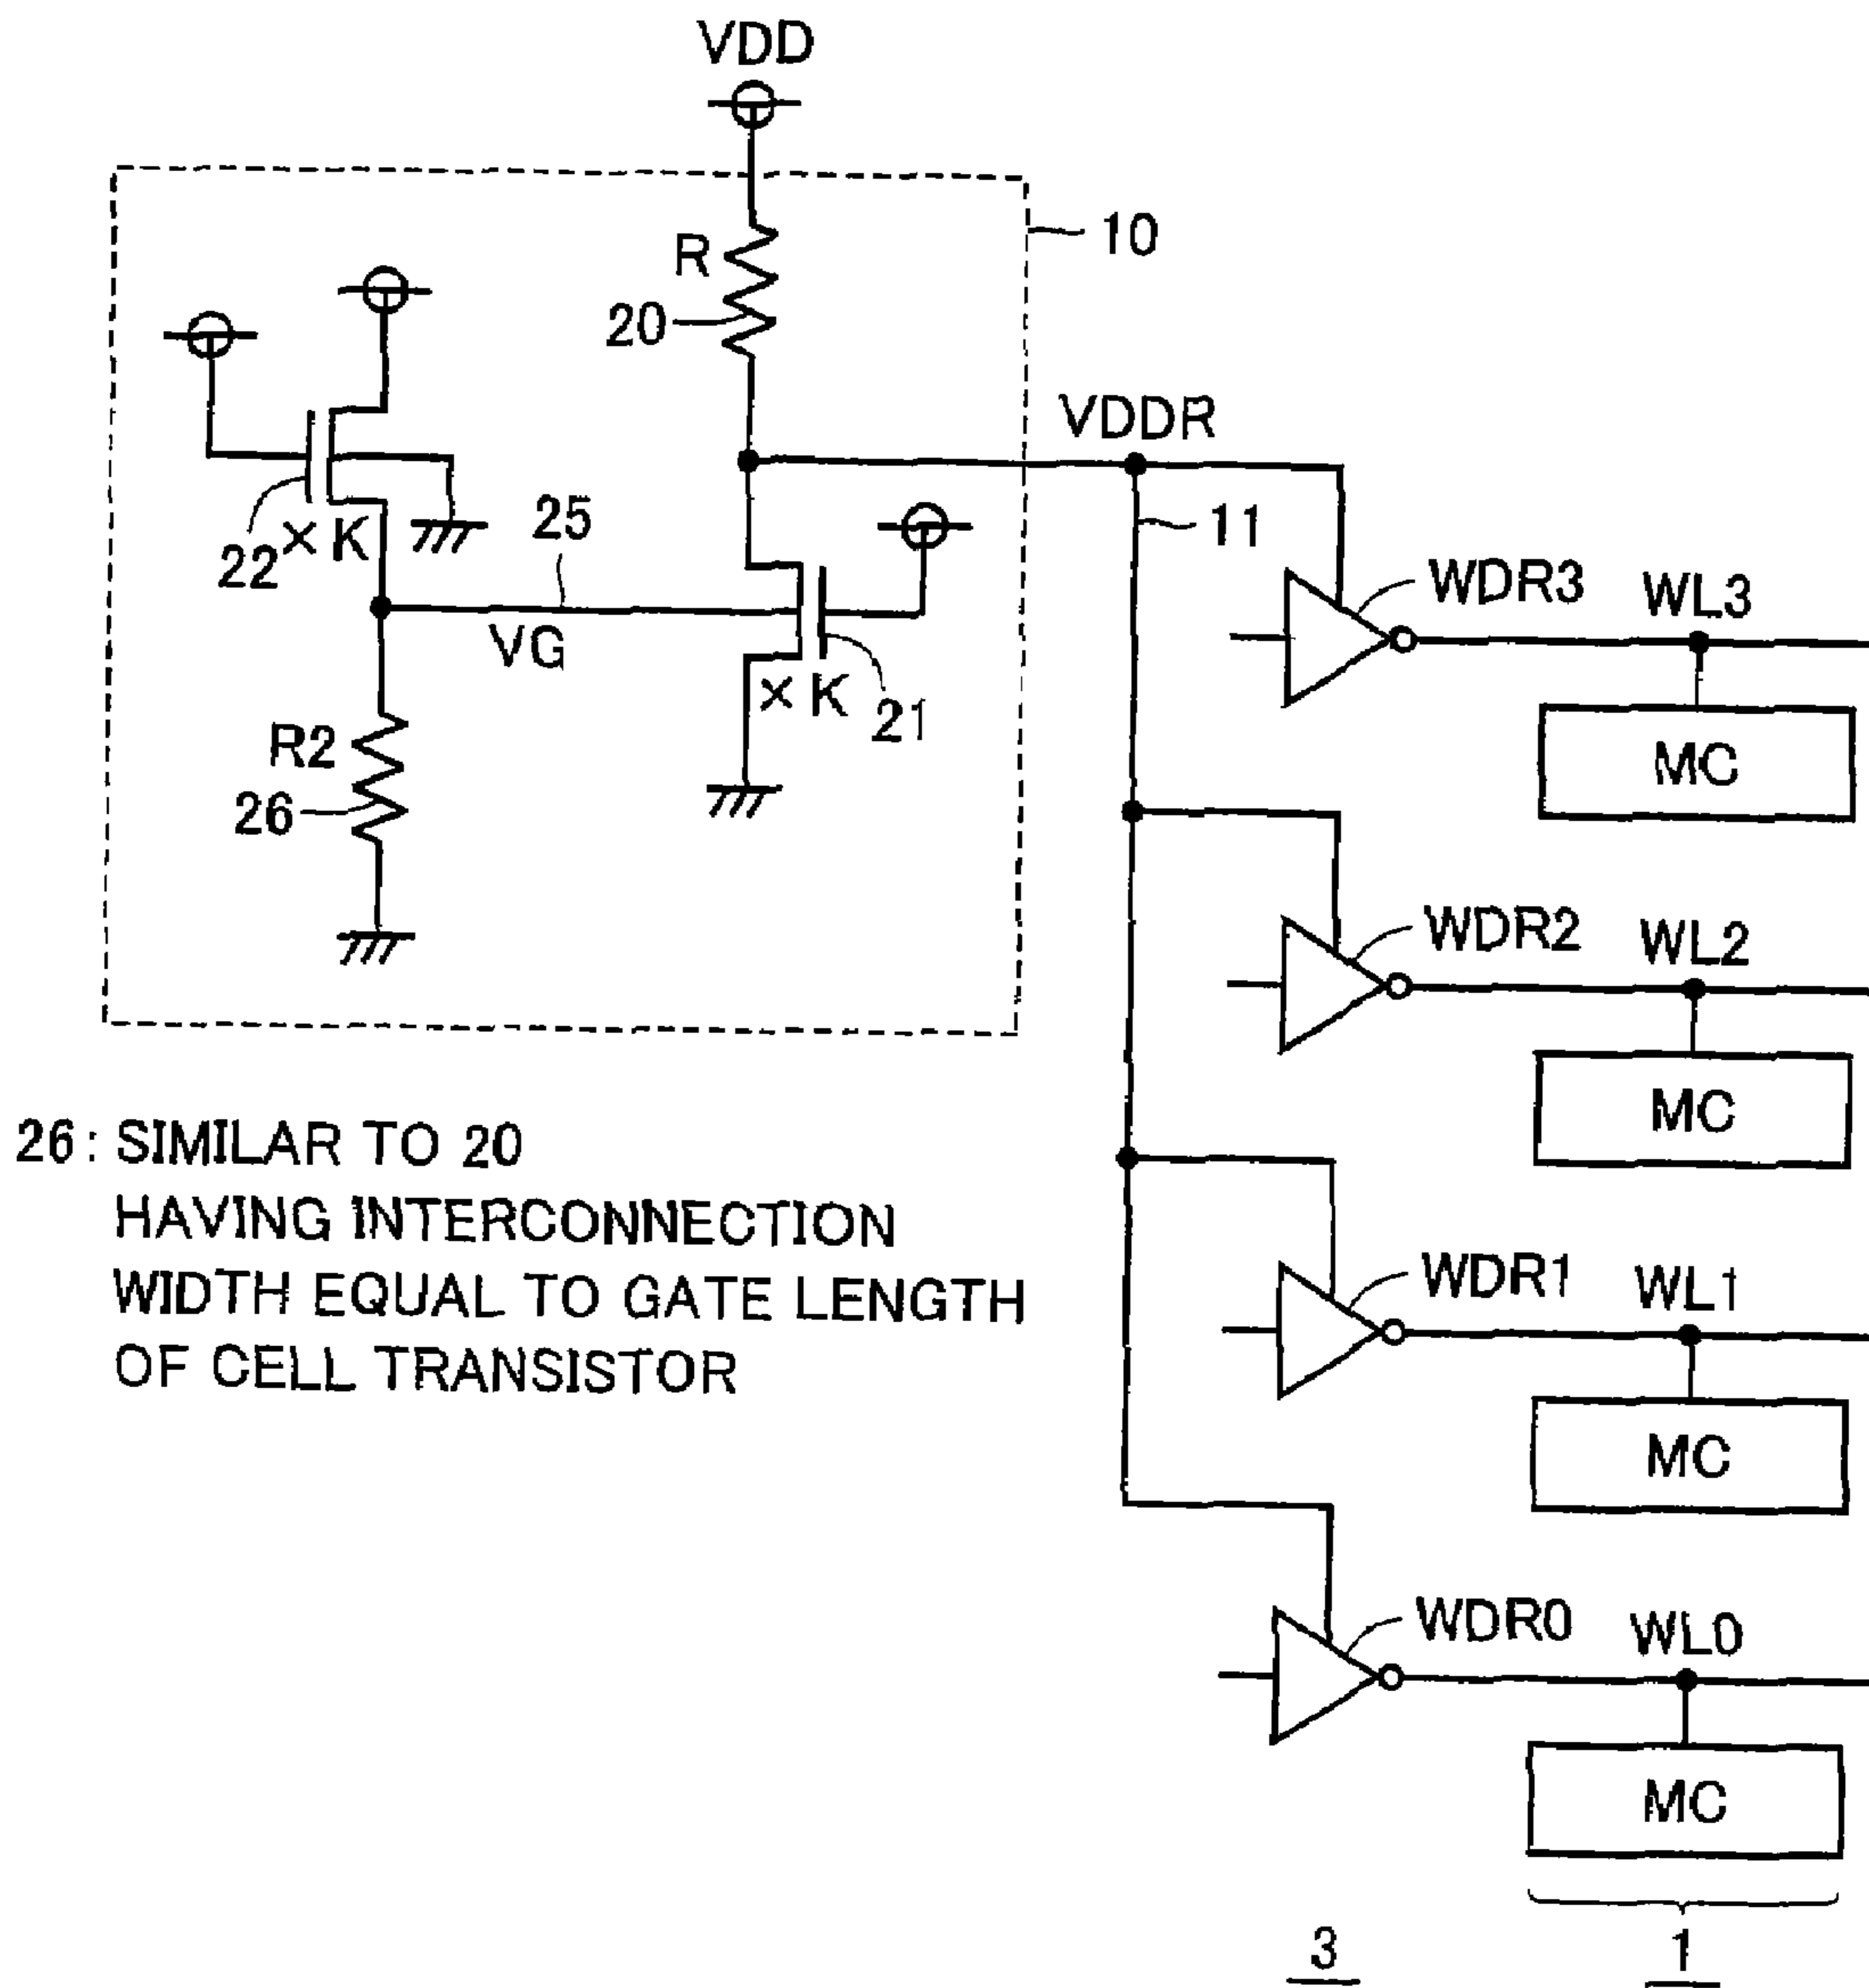 VDD
10
R
20
VDDR
11
22
× K
25
VG
× K
21
R2
26
WDR3
WL3
MC
WDR2
WL2
MC
26 : SIMILAR TO 20
HAVING INTERCONNECTION
WIDTH EQUAL TO GATE LENGTH
OF CELL TRANSISTOR
WDR1
WL1
MC
WDR0
WL0
MC
3
1